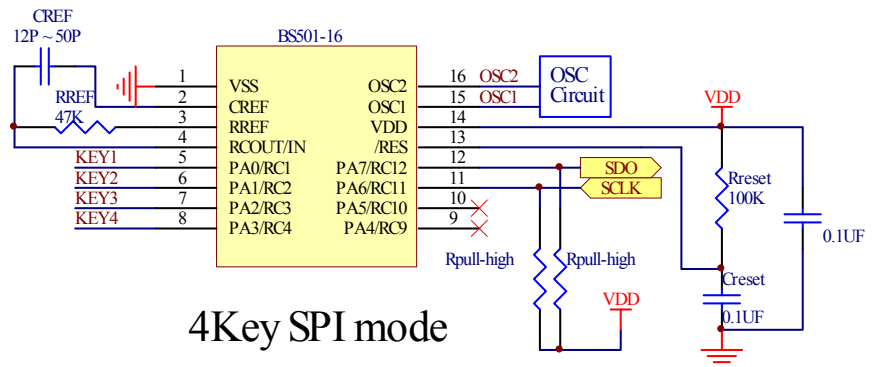 CREF
12P ~ 50P
BS501-16
1 VSS
2 CREF
3 RREF
4 RCOUT/IN
5 PA0/RC1
6 PA1/RC2
7 PA2/RC3
8 PA3/RC4
RREF
47K
KEY1
KEY2
KEY3
KEY4
OSC2 16 OSC2
OSC1 15 OSC1
VDD 14
/RES 13
PA7/RC12 12
PA6/RC11 11
PA5/RC10 10
PA4/RC9 9
OSC
Circuit
SDO
SCLK
VDD
Rreset
100K
0.1UF
Creset
0.1UF
Rpull-high
Rpull-high
VDD
4Key SPI mode